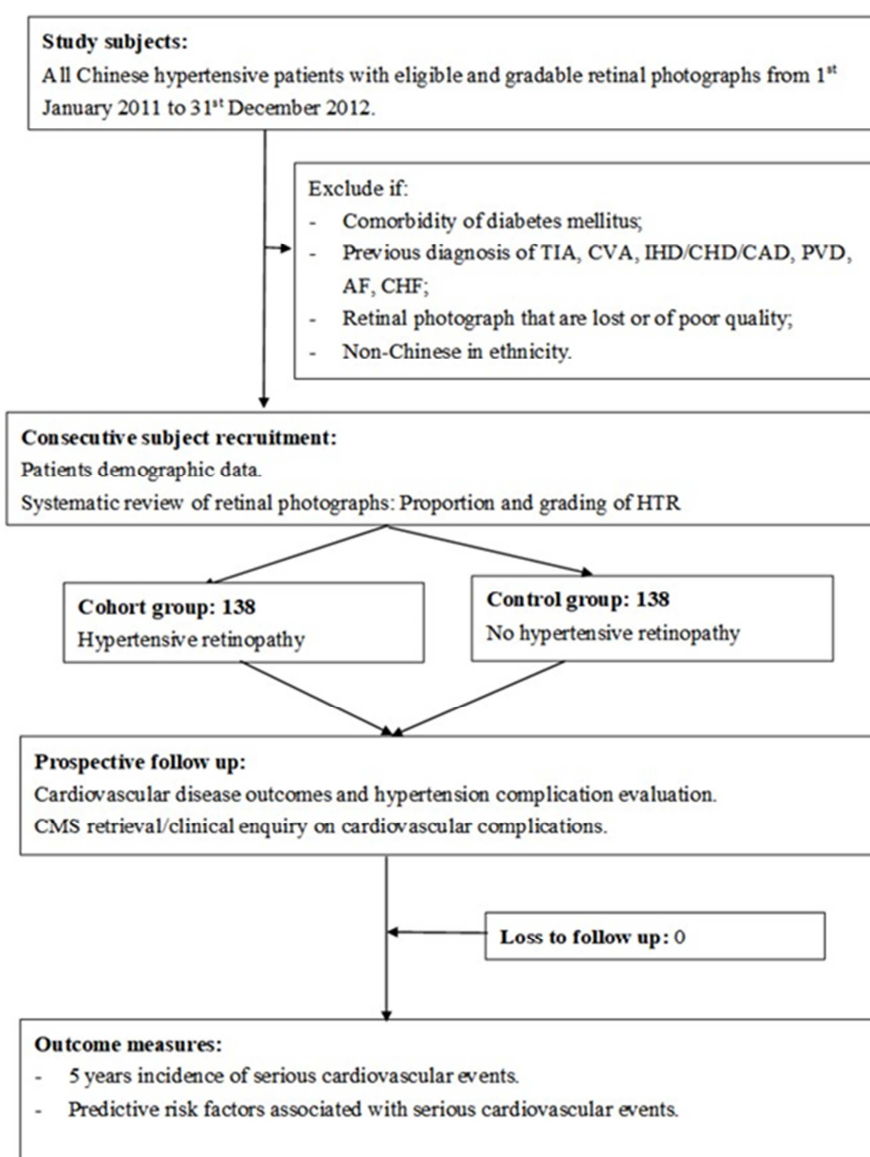 Study subjects:
All Chinese hypertensive patients with eligible and gradable retinal photographs from 1st
January 2011 to 31st December 2012.
Exclude if:
- Comorbidity of diabetes mellitus;
- Previous diagnosis of TIA, CVA, IHD/CHD/CAD, PVD,
AF, CHF;
- Retinal photograph that are lost or of poor quality;
- Non-Chinese in ethnicity.
Consecutive subject recruitment:
Patients demographic data.
Systematic review of retinal photographs: Proportion and grading of HTR
Cohort group: 138
Hypertensive retinopathy
Control group: 138
No hypertensive retinopathy
Prospective follow up:
Cardiovascular disease outcomes and hypertension complication evaluation.
CMS retrieval/clinical enquiry on cardiovascular complications.
Loss to follow up: 0
Outcome measures:
- 5 years incidence of serious cardiovascular events.
- Predictive risk factors associated with serious cardiovascular events.